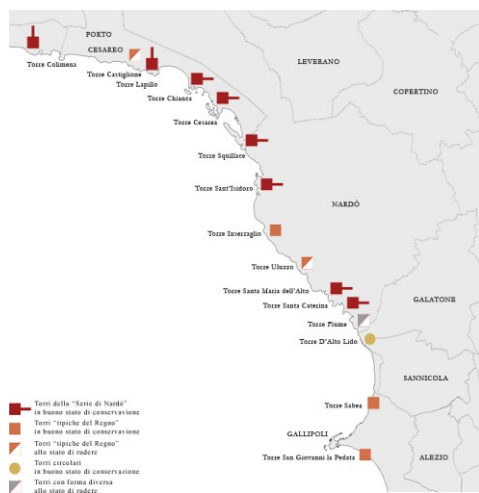 PORTO
CESAREO
LEVERANO
COPERTINO
Torre Colimena
Torre Castiglione
Torre Lapillo
Torre Chianca
Torre Cesarea
Torre Squillace
Torre Sant'Isidoro
NARDÓ
Torre Inserraglio
Torre Uluzzo
Torre Santa Maria dell'Alto
Torre Santa Caterina
GALATONE
Torre Fiume
Torre D'Alto Lido
SANNICOLA
Torre Sabea
GALLIPOLI
ALEZIO
Torre San Giovanni la Pedata
Torri della "Serie di Nardò"
in buono stato di conservazione
Torri "tipiche del Regno"
in buono stato di conservazione
Torri "tipiche del Regno"
allo stato di rudere
Torri circolari
in buono stato di conservazione
Torri con forma diversa
allo stato di rudere